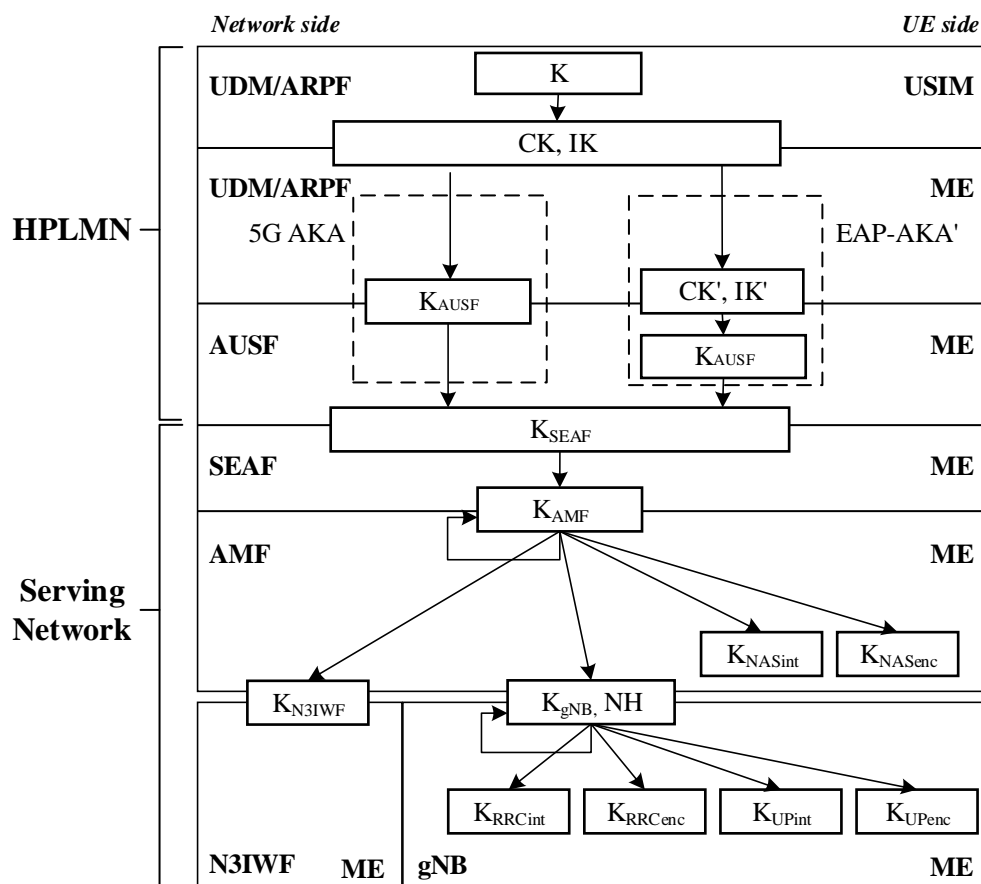 Network side
UE side
UDM/ARPF
K
USIM
CK, IK
UDM/ARPF
ME
HPLMN
5G AKA
EAP-AKA'
KAUSF
CK', IK'
AUSF
KAUSF
ME
KSEAF
SEAF
ME
KAMF
AMF
ME
Serving
Network
KNASint
KNASenc
KN3IWF
KgNB, NH
KRRCint
KRRCenc
KUPint
KUPenc
N3IWF
ME
gNB
ME